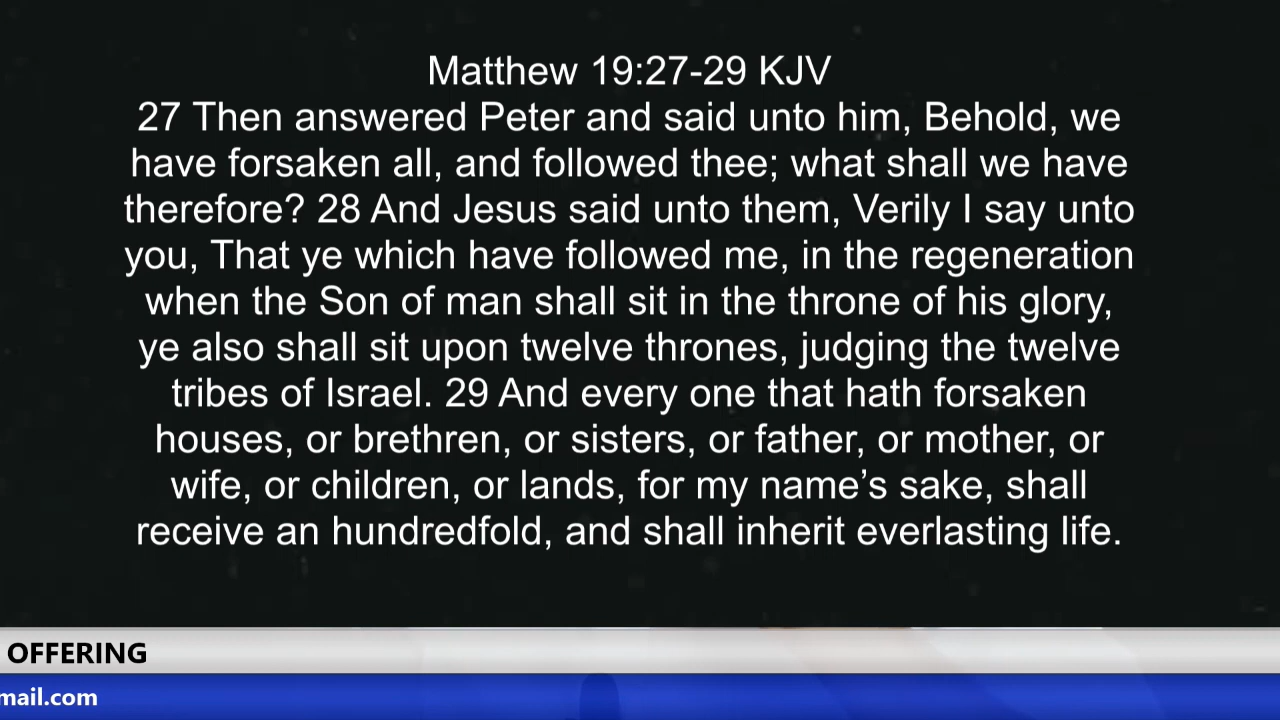 Matthew 19:27-29 KJV
27 Then answered Peter and said unto him, Behold, we
have forsaken all, and followed thee; what shall we have
therefore? 28 And Jesus said unto them, Verily I say unto
you, That ye which have followed me, in the regeneration
when the Son of man shall sit in the throne of his glory,
ye also shall sit upon twelve thrones, judging the twelve
tribes of Israel. 29 And every one that hath forsaken
houses, or brethren, or sisters, or father, or mother, or
wife, or children, or lands, for my name’s sake, shall
receive an hundredfold, and shall inherit everlasting life.
OFFERING
mail.com